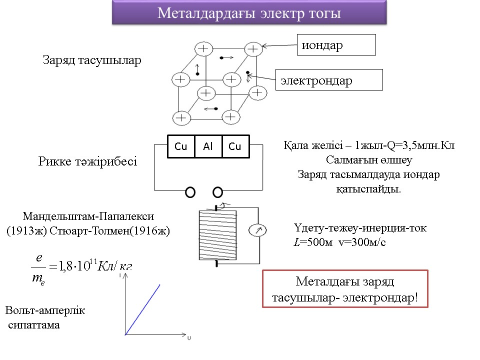 Металдардағы электр тогы
Заряд тасушылар
иондар
электрондар
Cu Al Cu
Рикке тәжірибесі
Қала желісі – 1жыл-Q=3,5млн.Кл
Салмағын өлшеу
Заряд тасымалдауда иондар
қатыспайды.
Мандельштам-Папалекси
(1913ж) Стюарт-Толмен(1916ж)
Үдету-тежеу-инерция-ток
L=500м v=300м/с
e/mₑ = 1,8·10¹¹ Кл/кг
I
Металдағы заряд
тасушылар- электрондар!
Вольт-амперлік
сипаттама
U